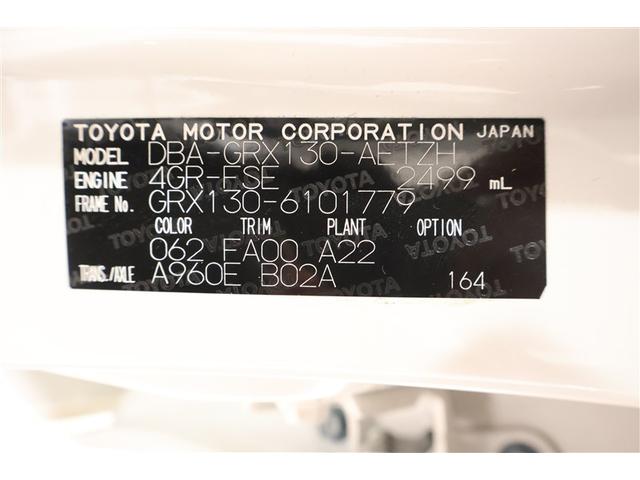 TOYOTA MOTOR CORPORATION JAPAN
MODEL DBA-GRX130-AETZH
ENGINE 4GR-FSE 2499 mL
FRAME No. GRX130-6101779
COLOR TRIM PLANT OPTION
062 FA00 A22
TRANS./AXLE A960E B02A 164